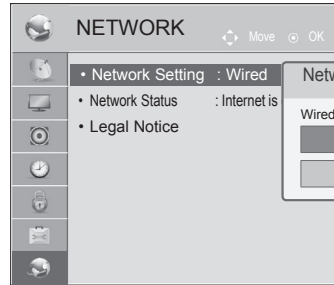 NETWORK Move OK
• Network Setting : Wired
• Network Status : Internet is
• Legal Notice
Wired